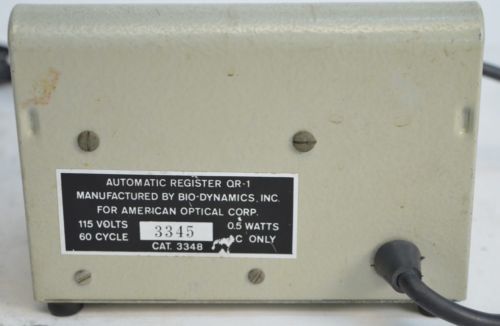 AUTOMATIC REGISTER QR-1
MANUFACTURED BY BIO-DYNAMICS, INC.
FOR AMERICAN OPTICAL CORP.
115 VOLTS 3345 0.5 WATTS
60 CYCLE C ONLY
CAT. 3348